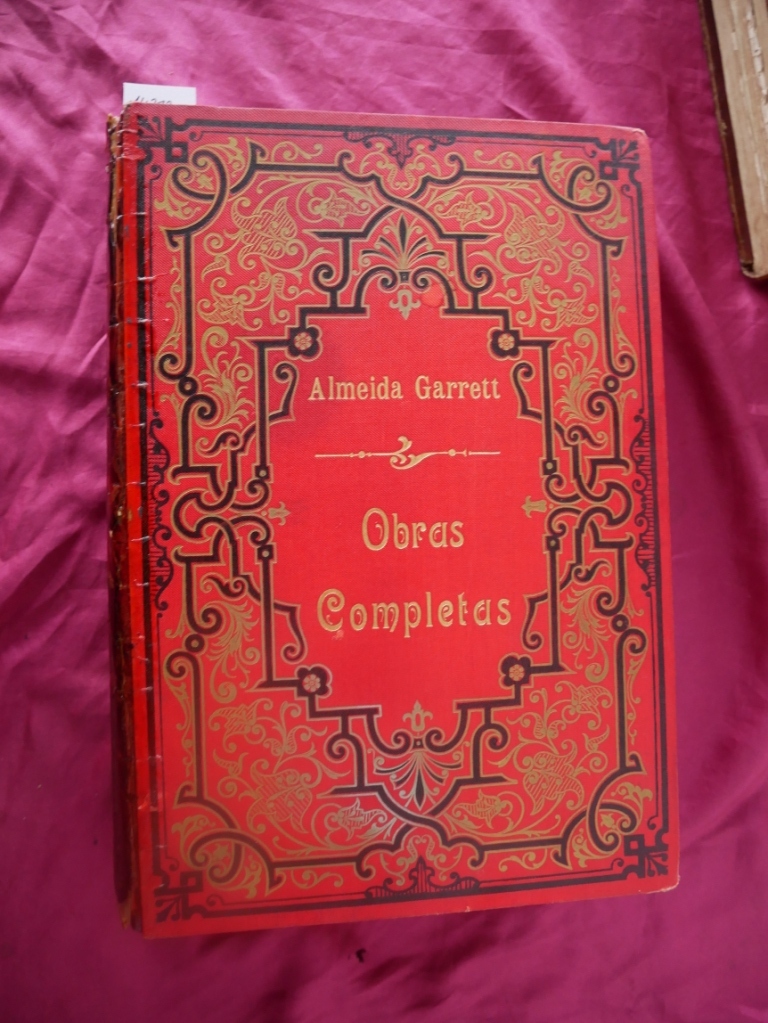 Almeida Garrett
Obras
Completas